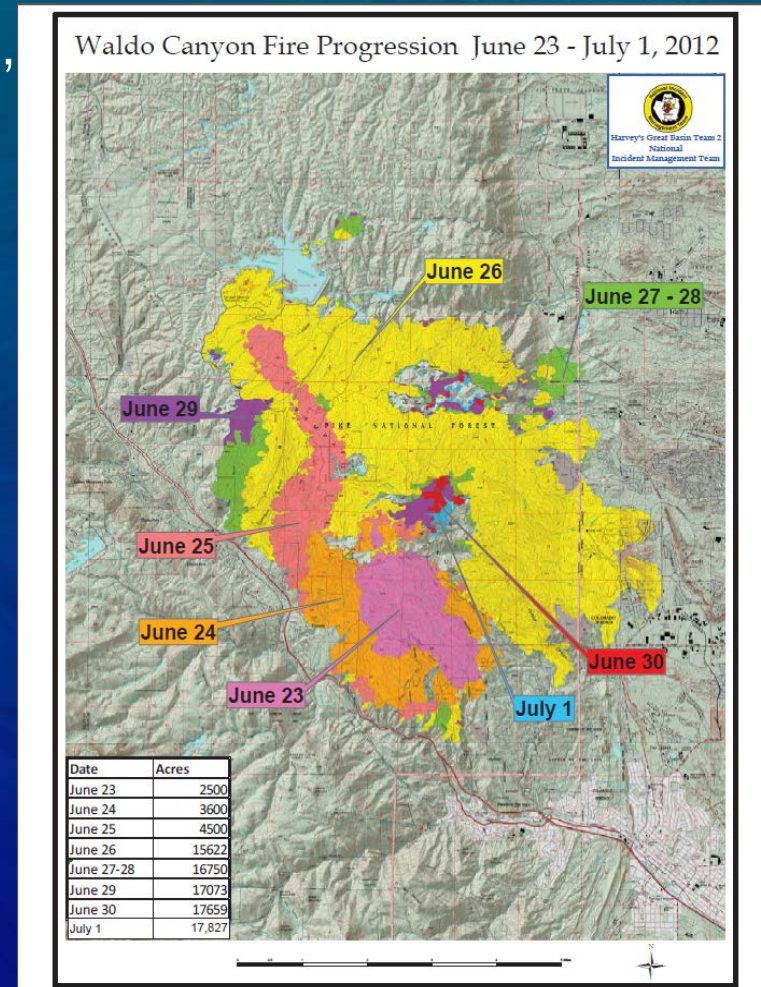 ,
Waldo Canyon Fire Progression June 23 - July 1, 2012
Harvey's Great Basin Team 2
National
Incident Management Team
June 26
June 27 - 28
June 29
PIKE NATIONAL FOREST
June 25
June 24
June 30
June 23
July 1
Date Acres
June 23 2500
June 24 3600
June 25 4500
June 26 15622
June 27-28 16750
June 29 17073
June 30 17659
July 1 17,827
N